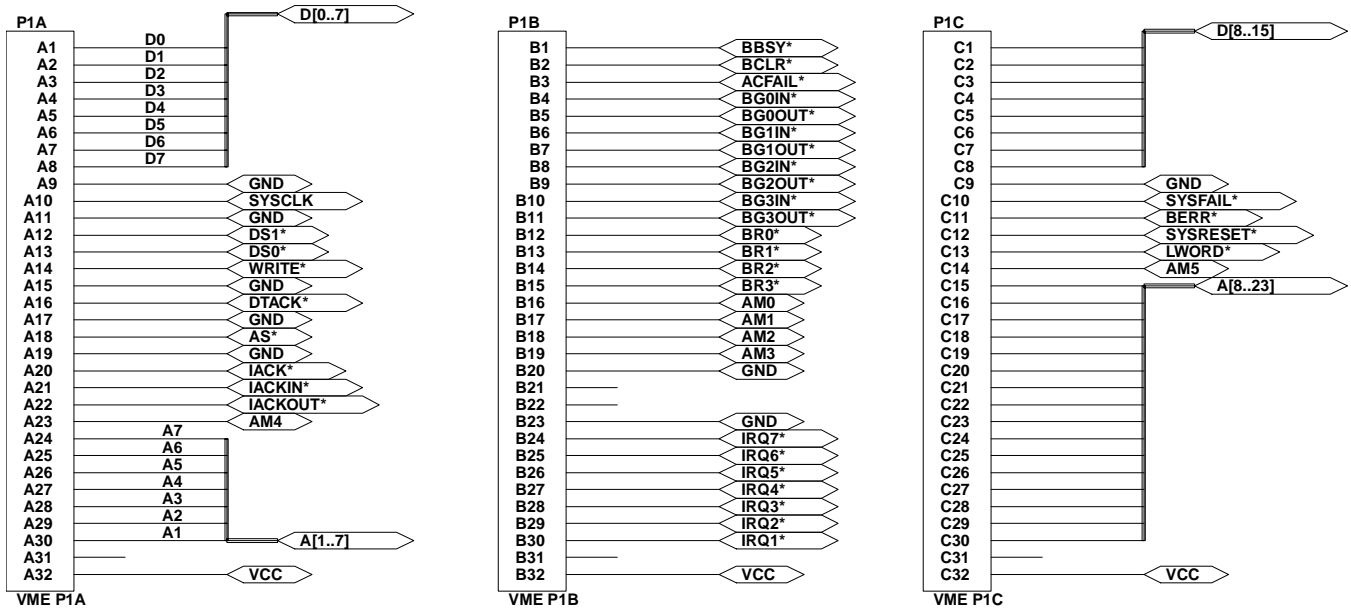 P1A
D[0..7]
A1 D0
A2 D1
A3 D2
A4 D3
A5 D4
A6 D5
A7 D6
A8 D7
A9 GND
A10 SYSCLK
A11 GND
A12 DS1*
A13 DS0*
A14 WRITE*
A15 GND
A16 DTACK*
A17 GND
A18 AS*
A19 GND
A20 IACK*
A21 IACKIN*
A22 IACKOUT*
A23 AM4
A24 A7
A25 A6
A26 A5
A27 A4
A28 A3
A29 A2
A30 A1 A[1..7]
A31
A32 VCC
VME P1A
P1B
B1 BBSY*
B2 BCLR*
B3 ACFAIL*
B4 BG0IN*
B5 BG0OUT*
B6 BG1IN*
B7 BG1OUT*
B8 BG2IN*
B9 BG2OUT*
B10 BG3IN*
B11 BG3OUT*
B12 BR0*
B13 BR1*
B14 BR2*
B15 BR3*
B16 AM0
B17 AM1
B18 AM2
B19 AM3
B20 GND
B21
B22
B23 GND
B24 IRQ7*
B25 IRQ6*
B26 IRQ5*
B27 IRQ4*
B28 IRQ3*
B29 IRQ2*
B30 IRQ1*
B31
B32 VCC
VME P1B
P1C
D[8..15]
C1
C2
C3
C4
C5
C6
C7
C8
C9 GND
C10 SYSFAIL*
C11 BERR*
C12 SYSRESET*
C13 LWORD*
C14 AM5
C15 A[8..23]
C16
C17
C18
C19
C20
C21
C22
C23
C24
C25
C26
C27
C28
C29
C30
C31
C32 VCC
VME P1C